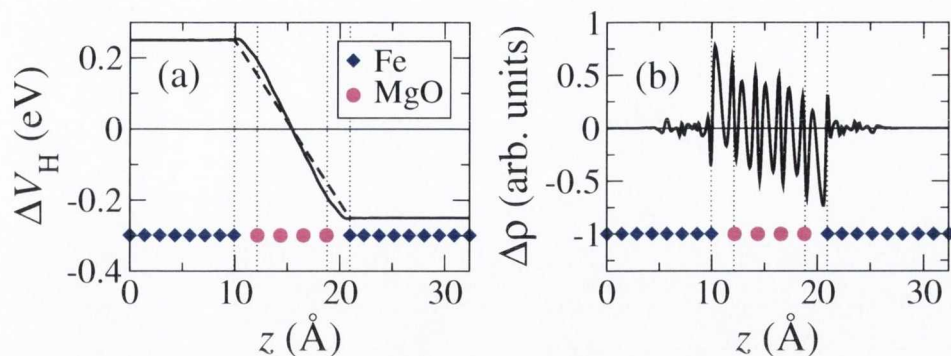 0.2
0
-0.2
-0.4
ΔV_H (eV)
(a)
Fe
MgO
0 10 20 30
z (Å)
1
0.5
0
-0.5
-1
Δρ (arb. units)
(b)
0 10 20 30
z (Å)